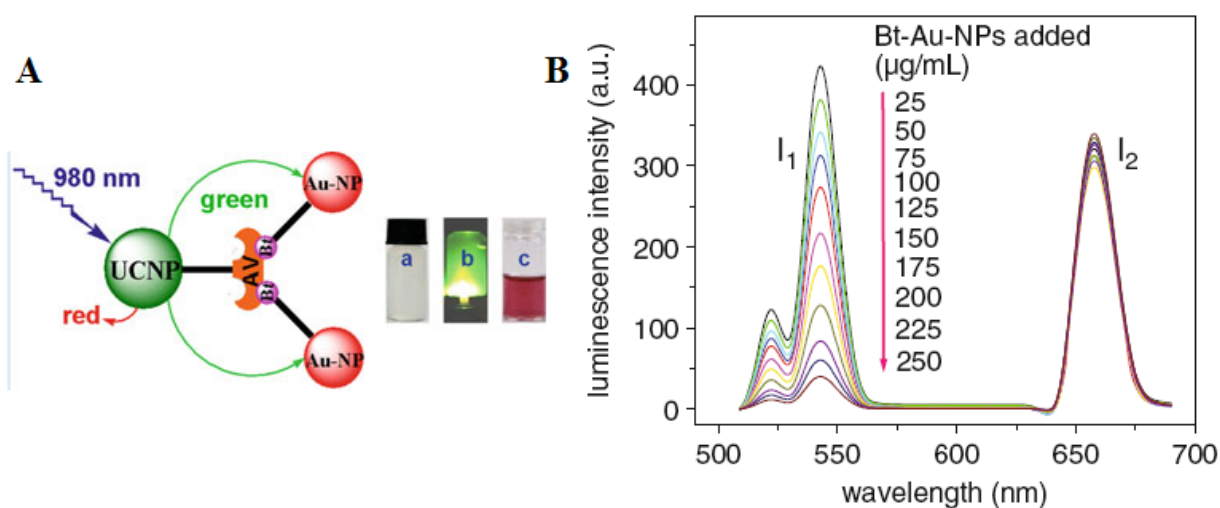 A
980 nm
green
Au-NP
UCNP
AV
Bt
Bt
red
Au-NP
a
b
c
B
luminescence intensity (a.u.)
400
300
200
100
0
500
550
600
650
700
wavelength (nm)
I₁
I₂
Bt-Au-NPs added
(µg/mL)
25
50
75
100
125
150
175
200
225
250